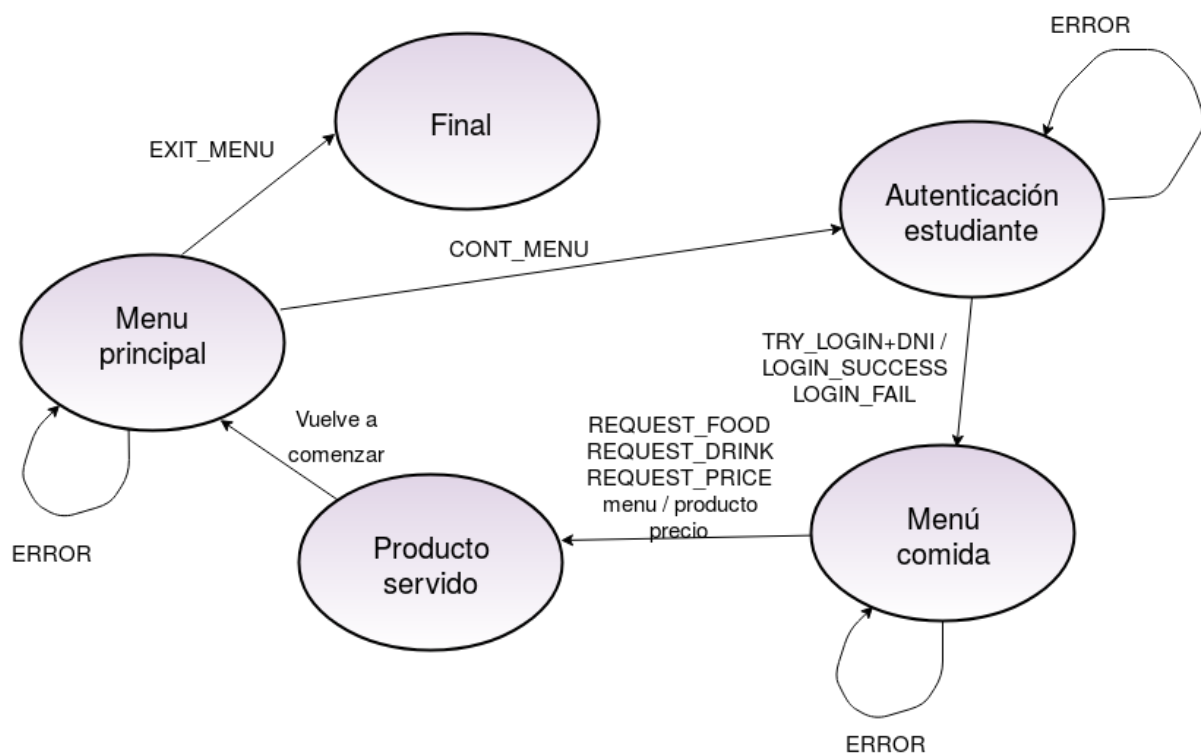 ERROR
Final
EXIT_MENU
Autenticación
estudiante
CONT_MENU
Menu
principal
TRY_LOGIN+DNI /
LOGIN_SUCCESS
LOGIN_FAIL
Vuelve a
comenzar
REQUEST_FOOD
REQUEST_DRINK
REQUEST_PRICE
menu / producto
precio
Menú
comida
Producto
servido
ERROR
ERROR